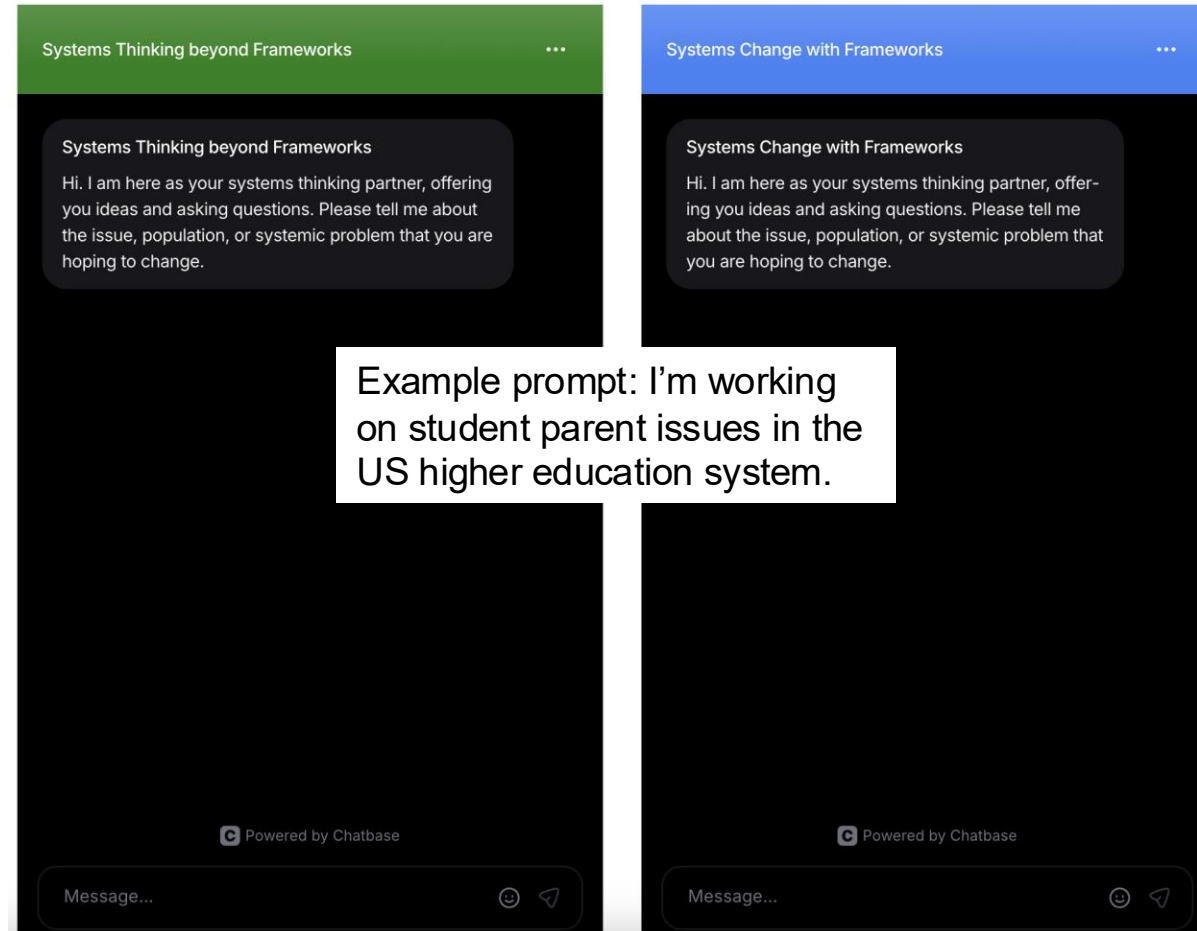 Systems Thinking beyond Frameworks
Systems Thinking beyond Frameworks
Hi. I am here as your systems thinking partner, offering
you ideas and asking questions. Please tell me about
the issue, population, or systemic problem that you are
hoping to change.
Powered by Chatbase
Message...
Systems Change with Frameworks
Systems Change with Frameworks
Hi. I am here as your systems thinking partner, offer-
ing you ideas and asking questions. Please tell me
about the issue, population, or systemic problem that
you are hoping to change.
Powered by Chatbase
Message...
Example prompt: I’m working
on student parent issues in the
US higher education system.